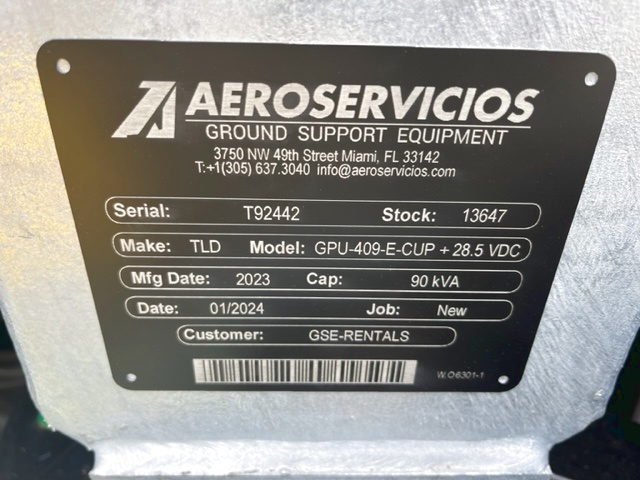 AEROSERVICIOS
GROUND SUPPORT EQUIPMENT
3750 NW 49th Street Miami, FL 33142
T:+1(305) 637.3040 info@aeroservicios.com
Serial: T92442 Stock: 13647
Make: TLD Model: GPU-409-E-CUP + 28.5 VDC
Mfg Date: 2023 Cap: 90 kVA
Date: 01/2024 Job: New
Customer: GSE-RENTALS
W.O6301-1